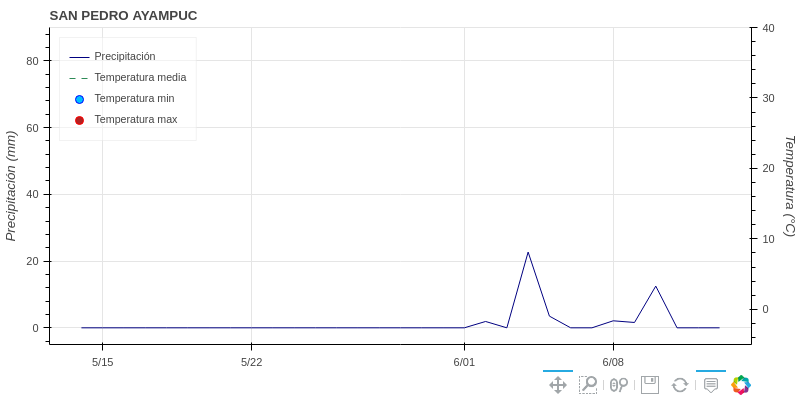 SAN PEDRO AYAMPUC
Precipitación
Temperatura media
Temperatura min
Temperatura max
Precipitación (mm)
80
60
40
20
0
Temperatura (°C)
40
30
20
10
0
5/15 5/22 6/01 6/08